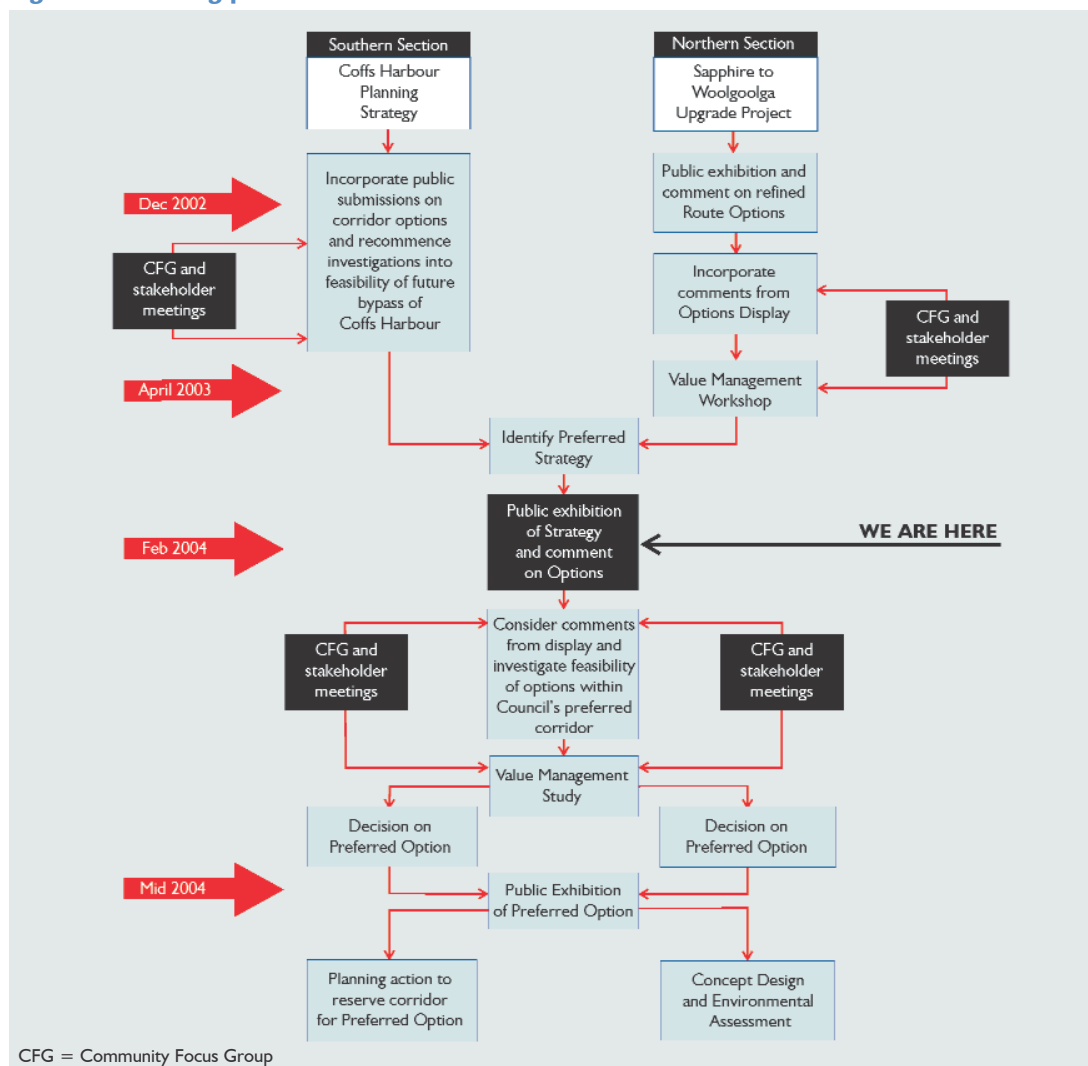 Southern Section
Coffs Harbour
Planning
Strategy
Northern Section
Sapphire to
Woolgoolga
Upgrade Project
Dec 2002
Incorporate public
submissions on
corridor options
and recommence
investigations into
feasibility of future
bypass of
Coffs Harbour
CFG and
stakeholder
meetings
Public exhibition and
comment on refined
Route Options
Incorporate
comments from
Options Display
CFG and
stakeholder
meetings
April 2003
Value Management
Workshop
Identify Preferred
Strategy
Feb 2004
Public exhibition
of Strategy
and comment
on Options
WE ARE HERE
CFG and
stakeholder
meetings
Consider comments
from display and
investigate feasibility
of options within
Council's preferred
corridor
CFG and
stakeholder
meetings
Value Management
Study
Decision on
Preferred Option
Decision on
Preferred Option
Mid 2004
Public Exhibition
of Preferred Option
Planning action to
reserve corridor
for Preferred Option
Concept Design
and Environmental
Assessment
CFG = Community Focus Group